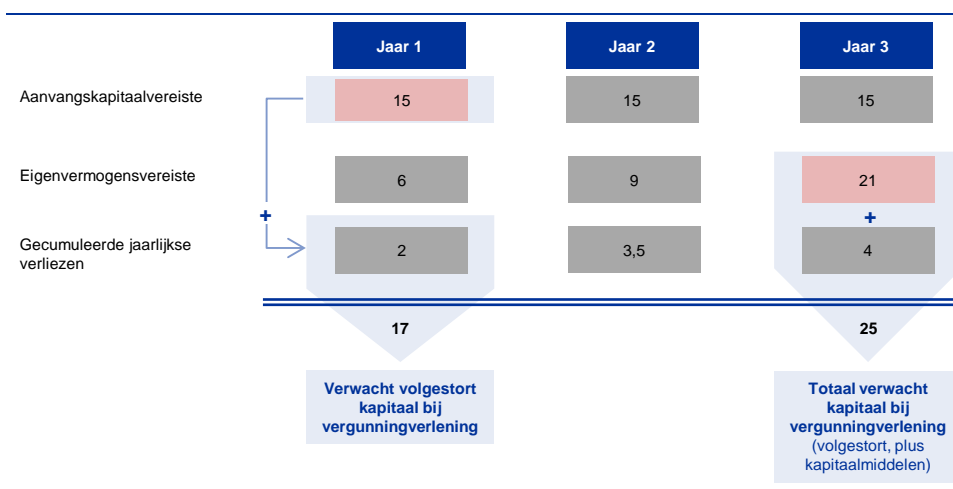 Jaar 1 Jaar 2 Jaar 3
Aanvangskapitaalvereiste 15 15 15
Eigenvermogensvereiste 6 9 21
+ +
Gecumuleerde jaarlijkse
verliezen 2 3,5 4
17 25
Verwacht volgestort
kapitaal bij
vergunningverlening
Totaal verwacht
kapitaal bij
vergunningverlening
(volgestort, plus
kapitaalmiddelen)